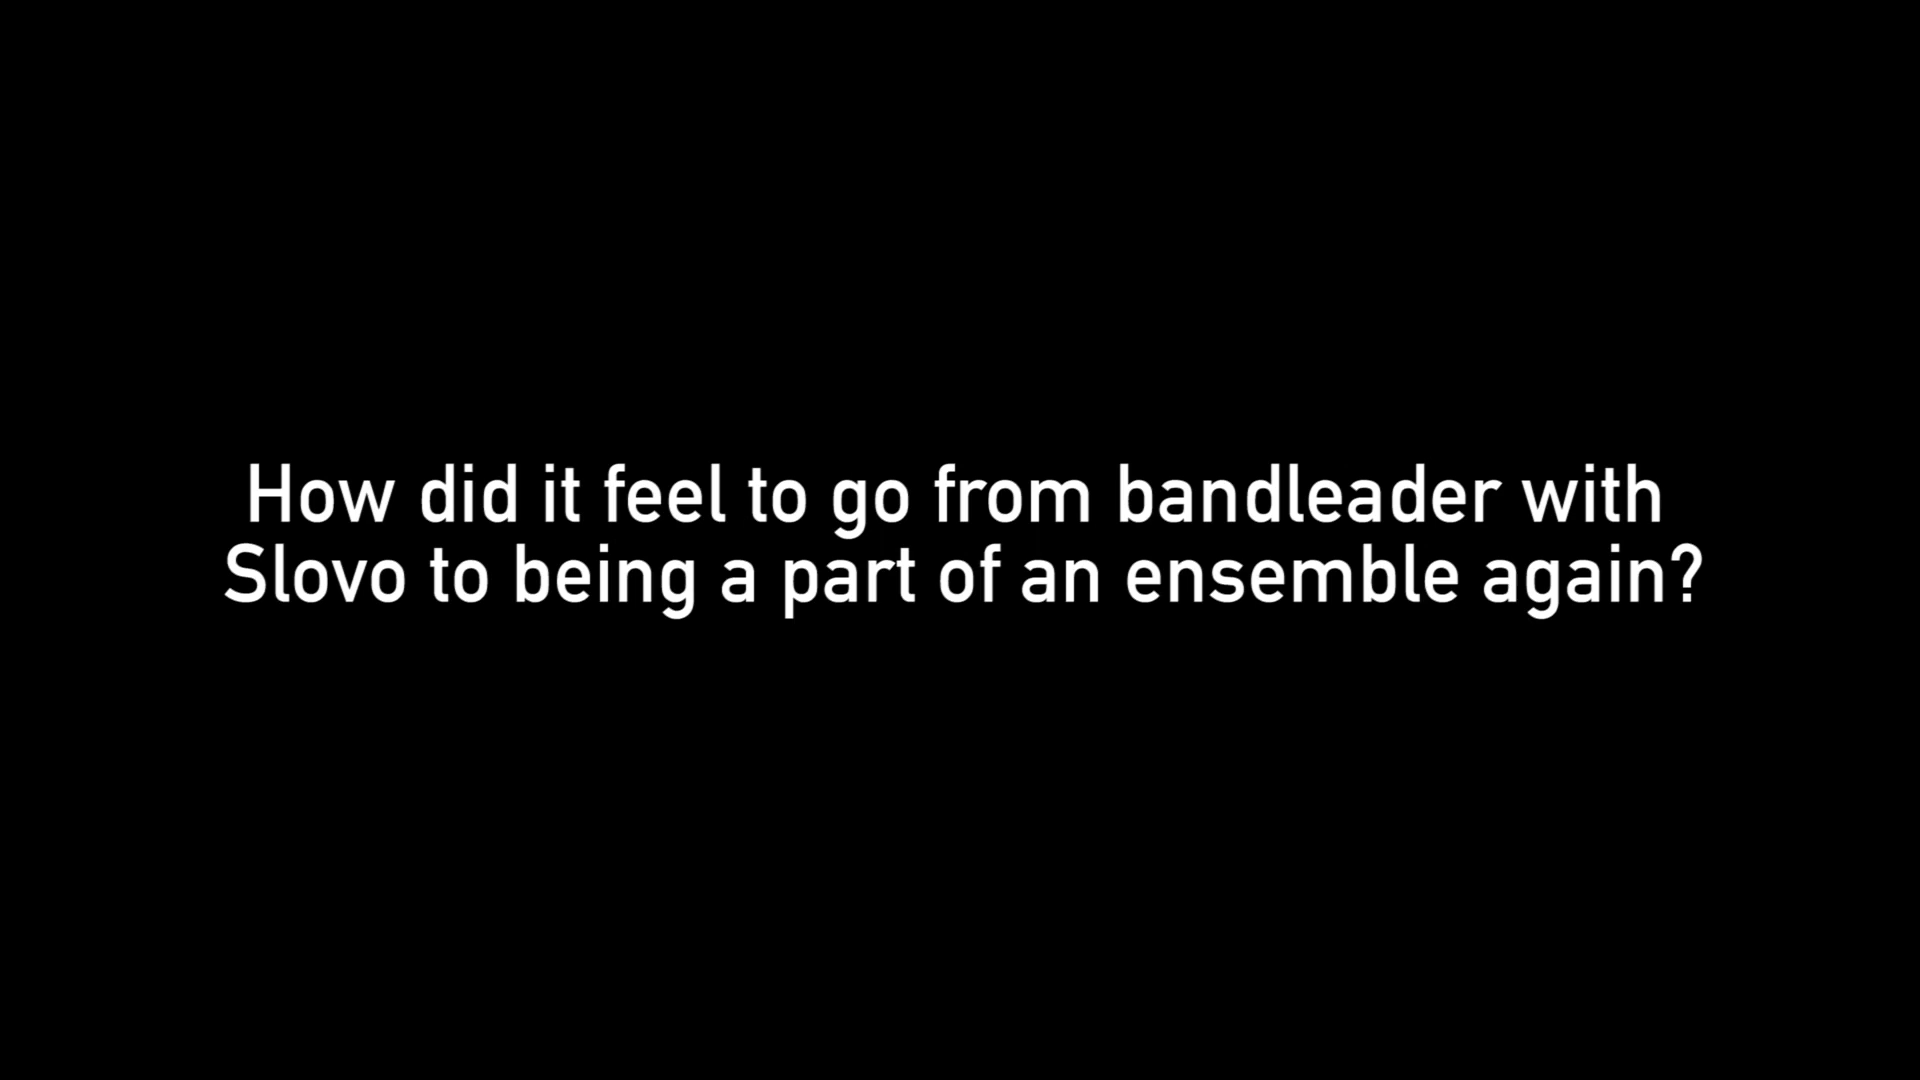 How did it feel to go from bandleader with
Slovo to being a part of an ensemble again?